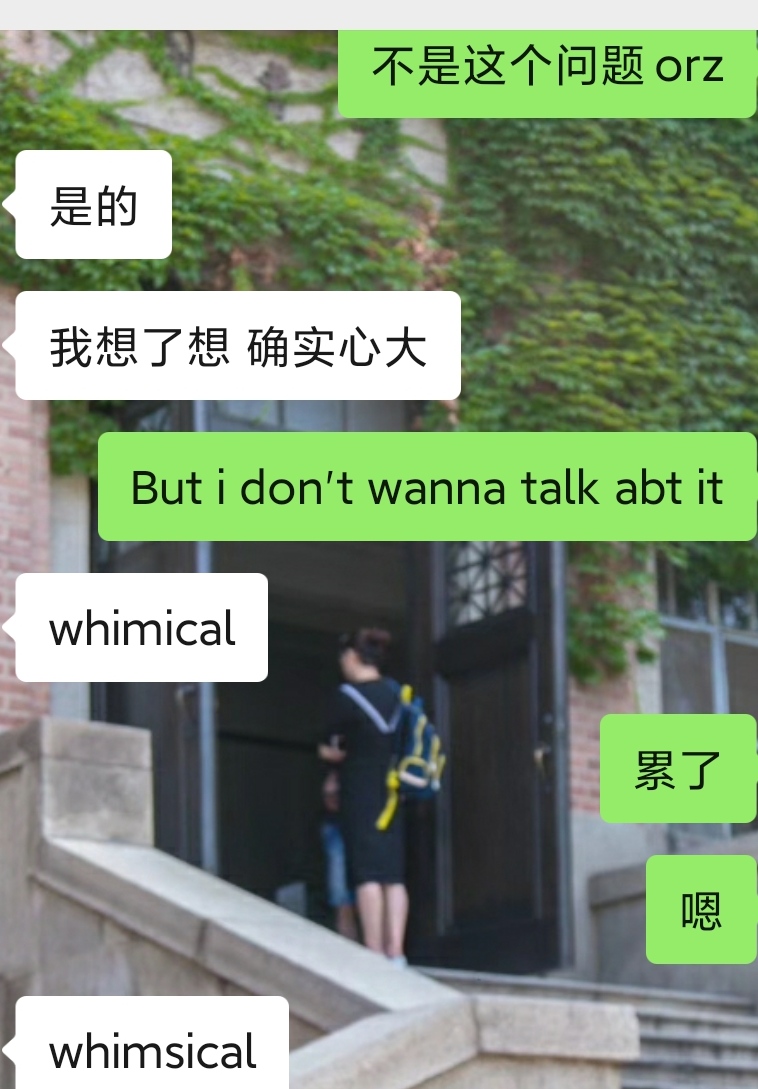 不是这个问题 orz
是的
我想了想 确实心大
But i don't wanna talk abt it
whimical
累了
嗯
whimsical